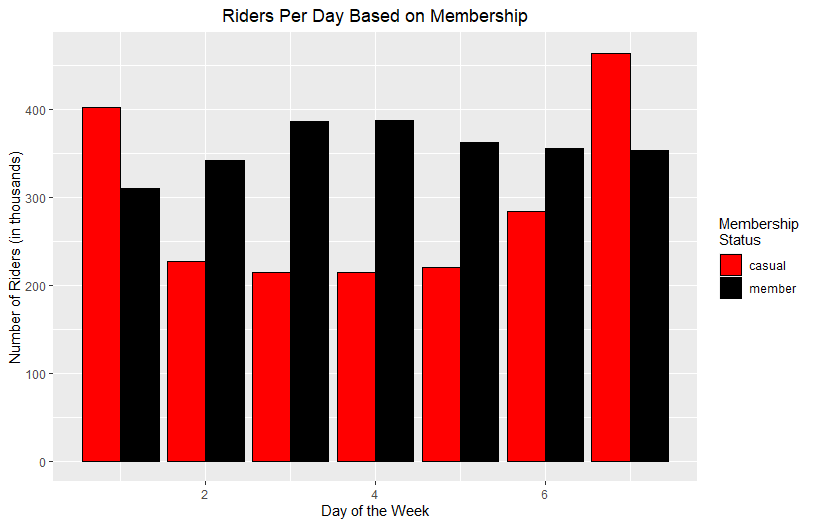 Riders Per Day Based on Membership
Number of Riders (in thousands)
400
300
200
100
0
2
4
6
Day of the Week
Membership
Status
casual
member